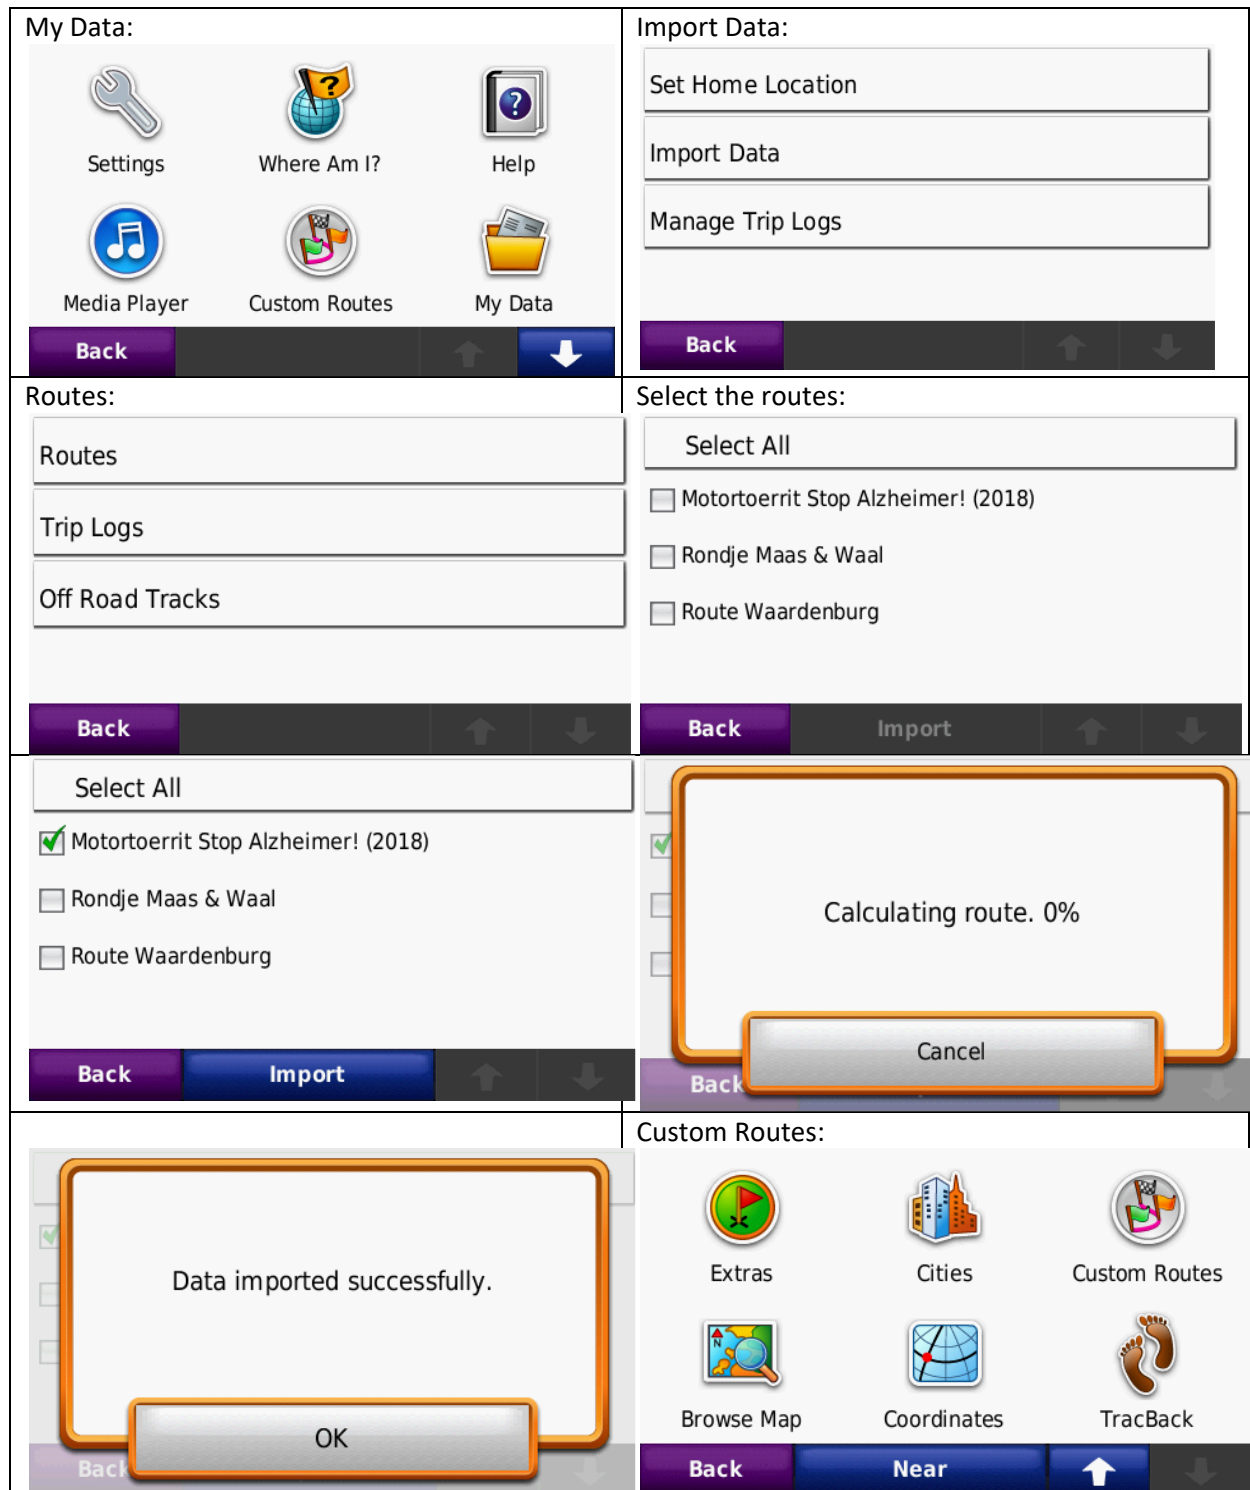 My Data:
Settings
Where Am I?
Help
Media Player
Custom Routes
My Data
Back
Import Data:
Set Home Location
Import Data
Manage Trip Logs
Back
Routes:
Routes
Trip Logs
Off Road Tracks
Back
Select the routes:
Select All
Motortoerrit Stop Alzheimer! (2018)
Rondje Maas & Waal
Route Waardenburg
Back
Import
Select All
Motortoerrit Stop Alzheimer! (2018)
Rondje Maas & Waal
Route Waardenburg
Back
Import
Calculating route. 0%
Cancel
Back
Data imported successfully.
OK
Back
Custom Routes:
Extras
Cities
Custom Routes
N
Browse Map
Coordinates
TracBack
Back
Near